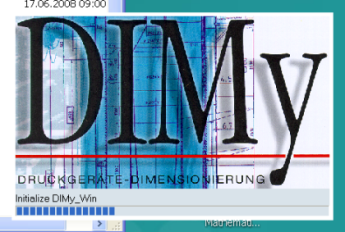 17.06.2008 09:00
DIMy
DRUCKGERÄTE-DIMENSIONIERUNG
Initialize DIMy_Win